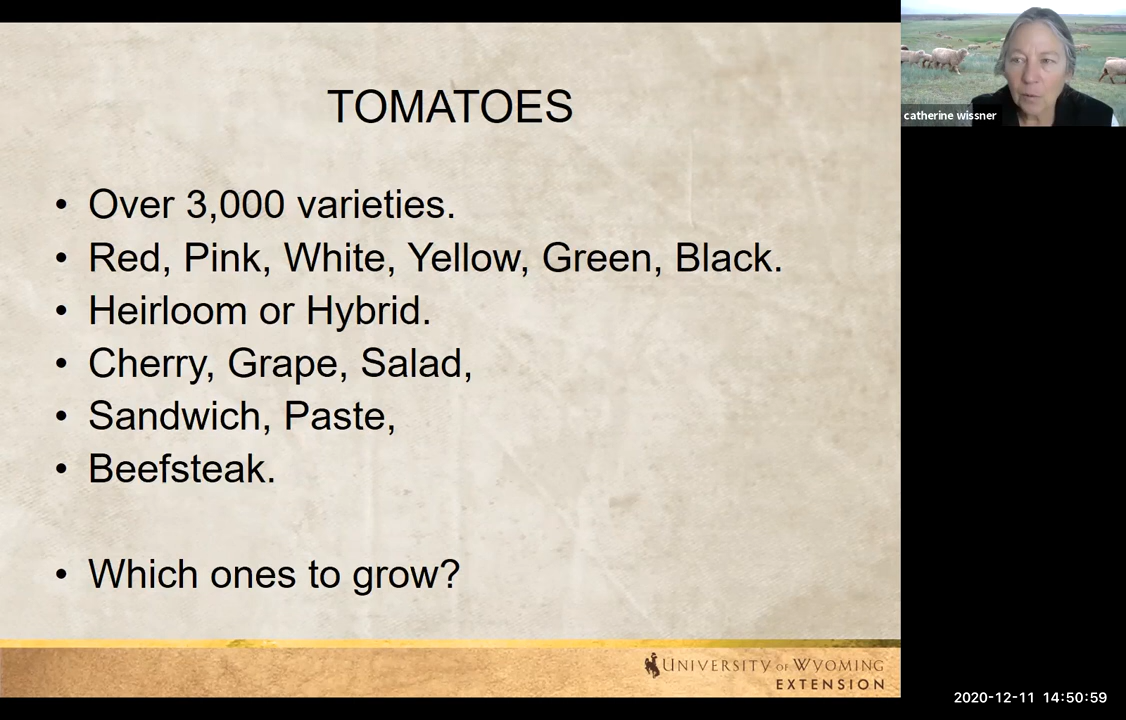 TOMATOES
• Over 3,000 varieties.
• Red, Pink, White, Yellow, Green, Black.
• Heirloom or Hybrid.
• Cherry, Grape, Salad,
• Sandwich, Paste,
• Beefsteak.
• Which ones to grow?
UNIVERSITY OF WYOMING
EXTENSION
catherine wissner
2020-12-11 14:50:59